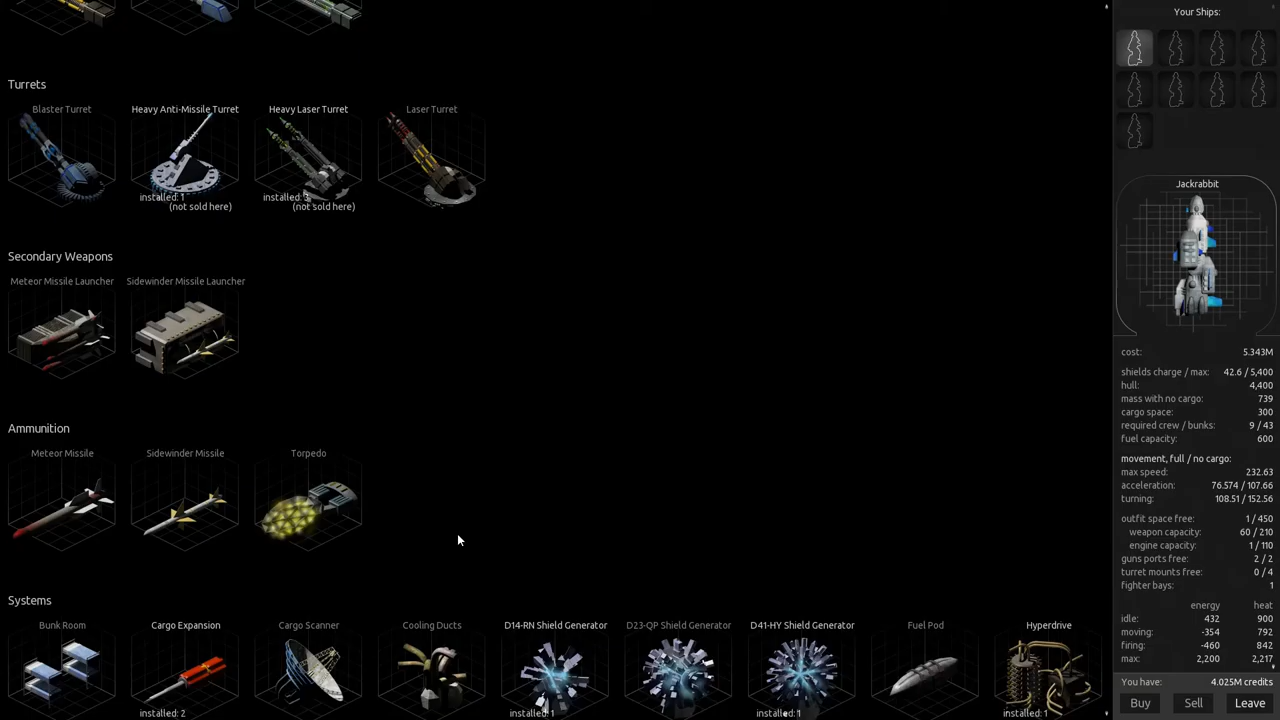 Your Ships:
Turrets
Blaster Turret
Heavy Anti-Missile Turret
Heavy Laser Turret
Laser Turret
installed: 1
(not sold here)
installed: 3
(not sold here)
Jackrabbit
Secondary Weapons
Meteor Missile Launcher
Sidewinder Missile Launcher
cost: 5.343M
shields charge / max: 42.6 / 5,400
hull: 4,400
mass with no cargo: 739
cargo space: 300
required crew / bunks: 9 / 43
fuel capacity: 600
movement, full / no cargo:
max speed: 232.63
acceleration: 76.574 / 107.66
turning: 108.51 / 152.56
outfit space free: 1 / 450
weapon capacity: 60 / 210
engine capacity: 1 / 110
guns ports free: 2 / 2
turret mounts free: 0 / 4
fighter bays: 1
energy heat
idle: 432 900
moving: -354 792
firing: -460 842
max: 2,200 2,217
Ammunition
Meteor Missile
Sidewinder Missile
Torpedo
Systems
Bunk Room
Cargo Expansion
Cargo Scanner
Cooling Ducts
D14-RN Shield Generator
D23-QP Shield Generator
D41-HY Shield Generator
Fuel Pod
Hyperdrive
installed: 2
installed: 1
installed: 1
installed: 1
You have: 4.025M credits
Buy Sell Leave